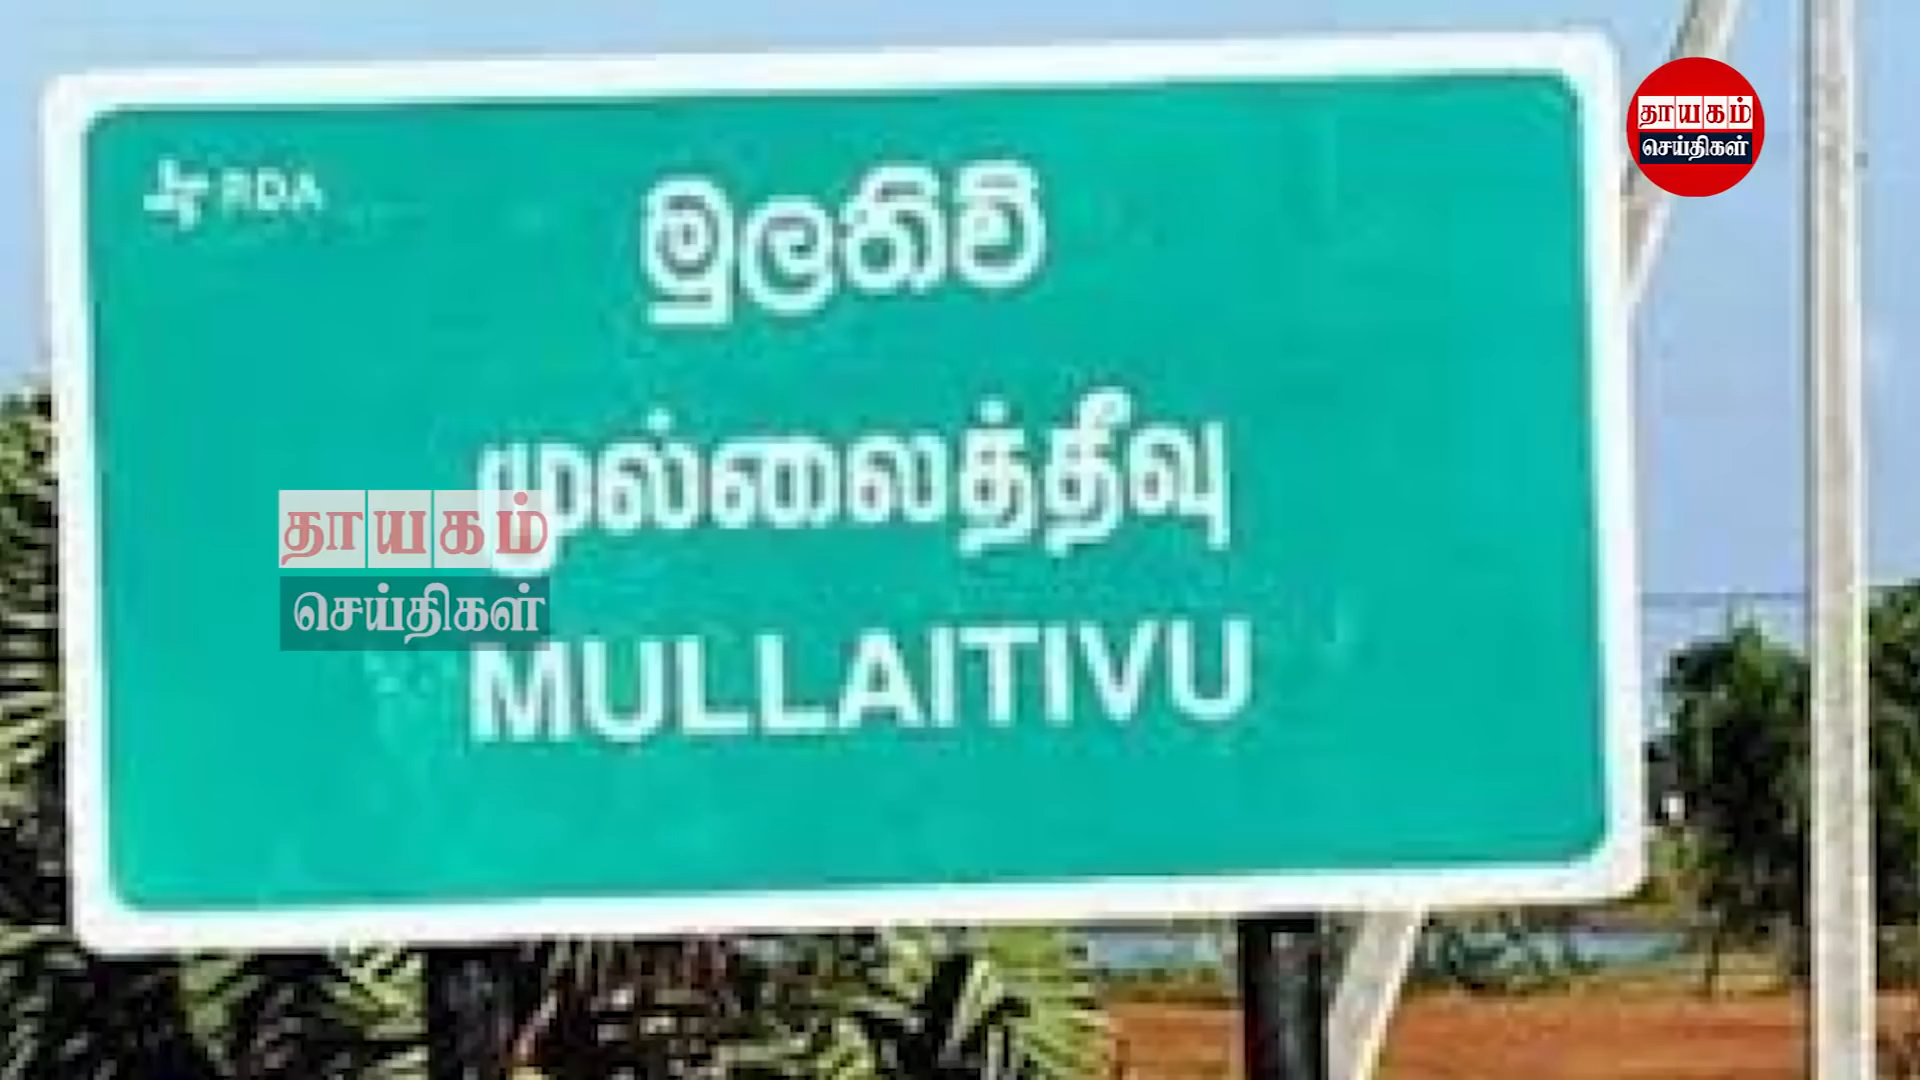 RDA
මුලතිව්
முல்லைத்தீவு
MULLAITIVU
தாயகம்
செய்திகள்
தாயகம்
செய்திகள்